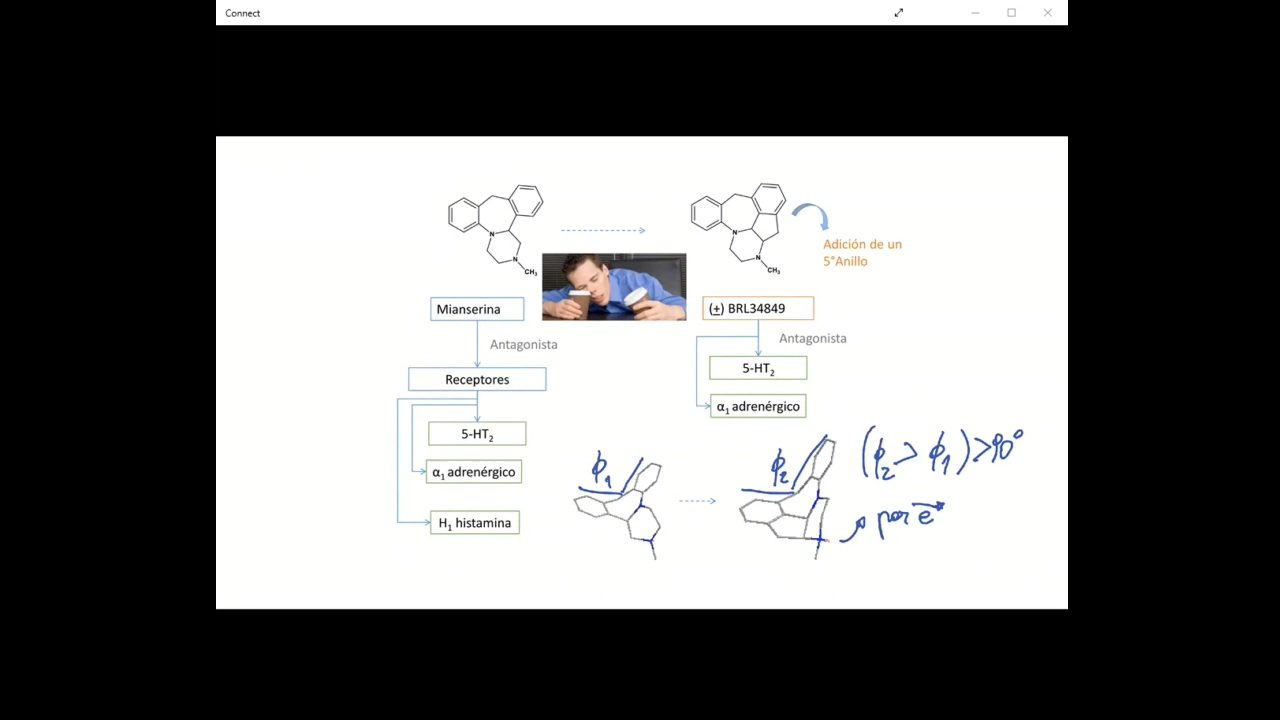 Connect
N
N
CH3
N
N
CH3
Adición de un
5°Anillo
Mianserina
(+) BRL34849
Antagonista
Antagonista
Receptores
5-HT2
α1 adrenérgico
5-HT2
α1 adrenérgico
H1 histamina
ϕ1
ϕ2
(ϕ2 > ϕ1) > 90°
par e⁻